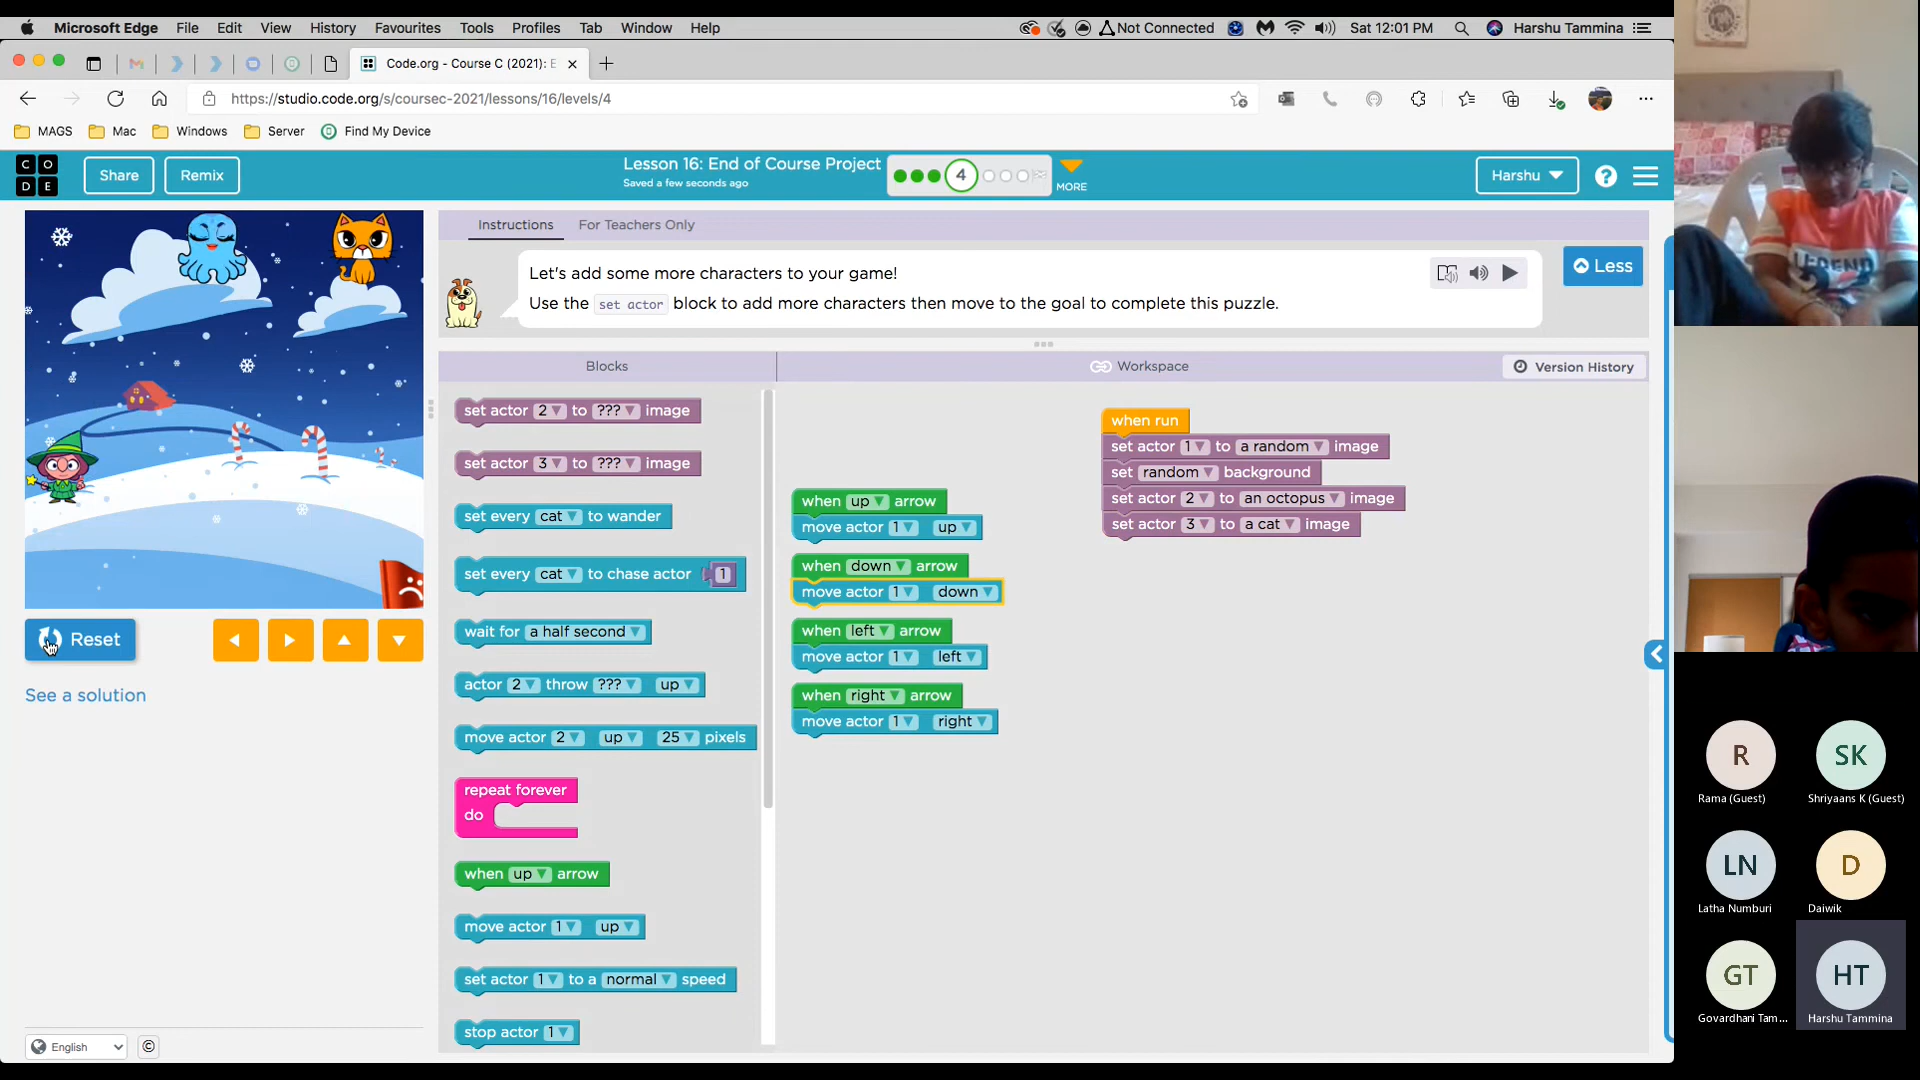 Microsoft Edge File Edit View History Favourites Tools Profiles Tab Window Help
Not Connected Sat 12:01 PM Harshu Tammina
Code.org - Course C (2021): E
https://studio.code.org/s/coursec-2021/lessons/16/levels/4
MAGS Mac Windows Server Find My Device
C O
D E
Share
Remix
Lesson 16: End of Course Project
Saved a few seconds ago
4
MORE
Harshu
?
Instructions
For Teachers Only
Let's add some more characters to your game!
Use the set actor block to add more characters then move to the goal to complete this puzzle.
Less
Blocks
Workspace
Version History
set actor 2 to ??? image
set actor 3 to ??? image
set every cat to wander
set every cat to chase actor 1
wait for a half second
actor 2 throw ??? up
move actor 2 up 25 pixels
repeat forever
do
when up arrow
move actor 1 up
set actor 1 to a normal speed
stop actor 1
when up arrow
move actor 1 up
when down arrow
move actor 1 down
when left arrow
move actor 1 left
when right arrow
move actor 1 right
when run
set actor 1 to a random image
set random background
set actor 2 to an octopus image
set actor 3 to a cat image
Reset
See a solution
English
©
LEGEND
R
Rama (Guest)
SK
Shriyaans K (Guest)
LN
Latha Numburi
D
Daiwik
GT
Govardhani Tam...
HT
Harshu Tammina